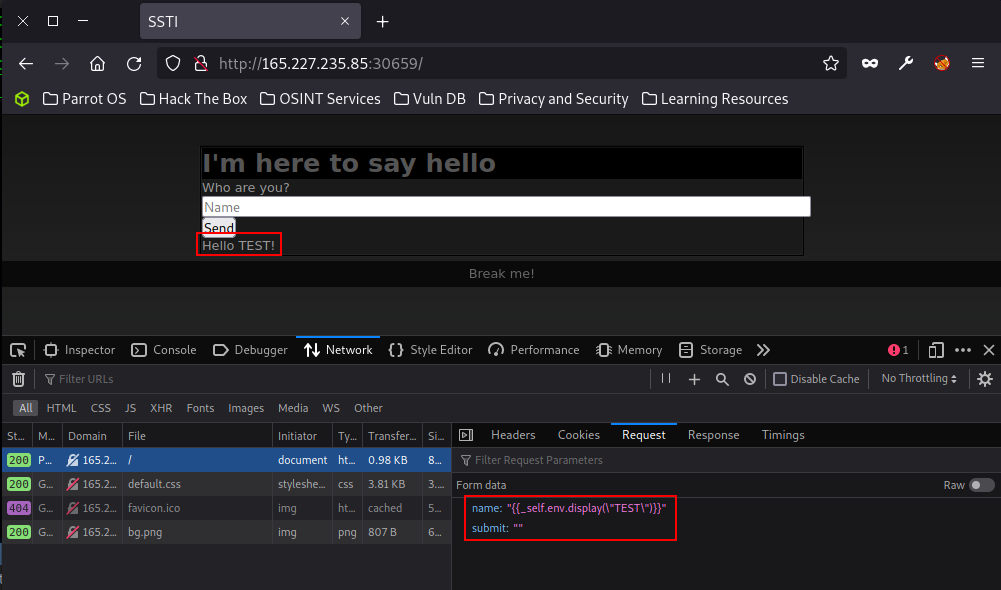 SSTI
http://165.227.235.85:30659/
Parrot OS Hack The Box OSINT Services Vuln DB Privacy and Security Learning Resources
I'm here to say hello
Who are you?
Name
Send
Hello TEST!
Break me!
Inspector Console Debugger Network Style Editor Performance Memory Storage 1
Filter URLs Disable Cache No Throttling
All HTML CSS JS XHR Fonts Images Media WS Other
St… M… Domain File Initiator Ty… Transfer… Si… Headers Cookies Request Response Timings
200 P… 165.2… / document ht… 0.98 KB 8… Filter Request Parameters
200 G… 165.2… default.css styleshe… css 3.81 KB 3.… Form data Raw
404 G… 165.2… favicon.ico img ht… cached 5… name: "{{_self.env.display(\"TEST\")}}"
200 G… 165.2… bg.png img png 807 B 6… submit: ""